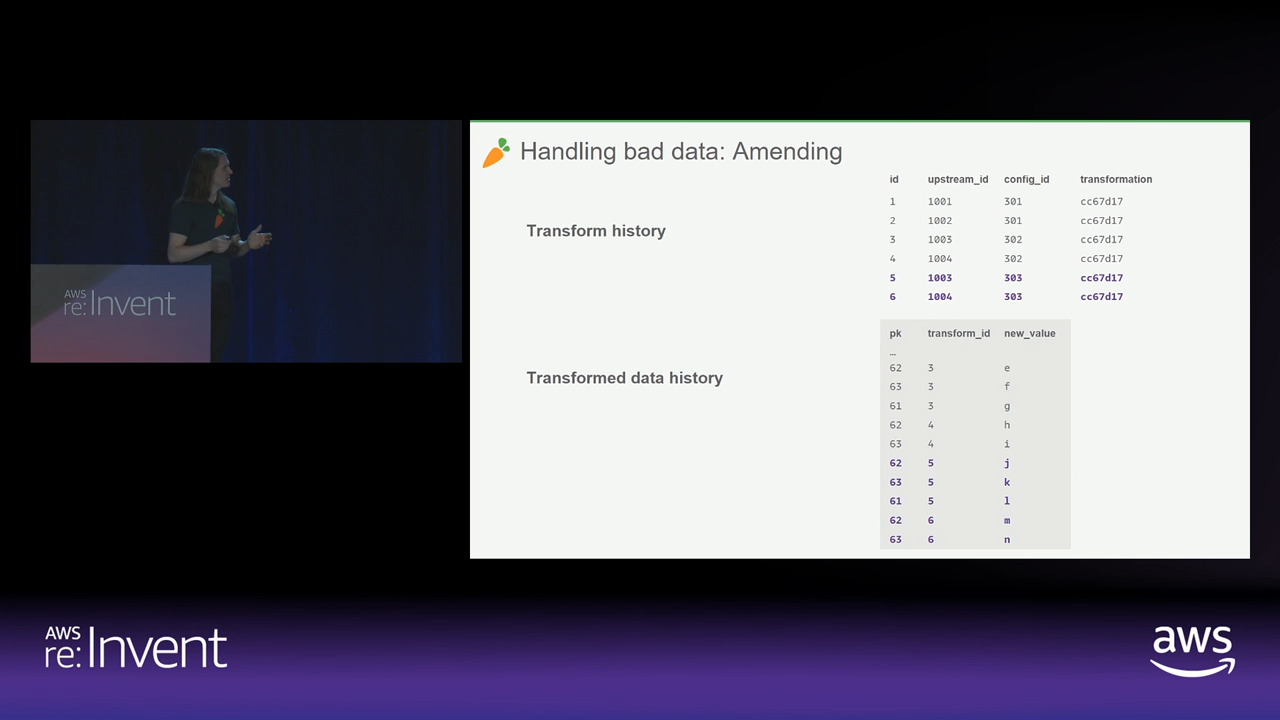 Handling bad data: Amending
id upstream_id config_id transformation
1 1001 301 cc67d17
2 1002 301 cc67d17
3 1003 302 cc67d17
4 1004 302 cc67d17
5 1003 303 cc67d17
6 1004 303 cc67d17
Transform history
pk transform_id new_value
…
62 3 e
63 3 f
61 3 g
62 4 h
63 4 i
62 5 j
63 5 k
61 5 l
62 6 m
63 6 n
Transformed data history
AWS
re:Invent
AWS
re:Invent
aws